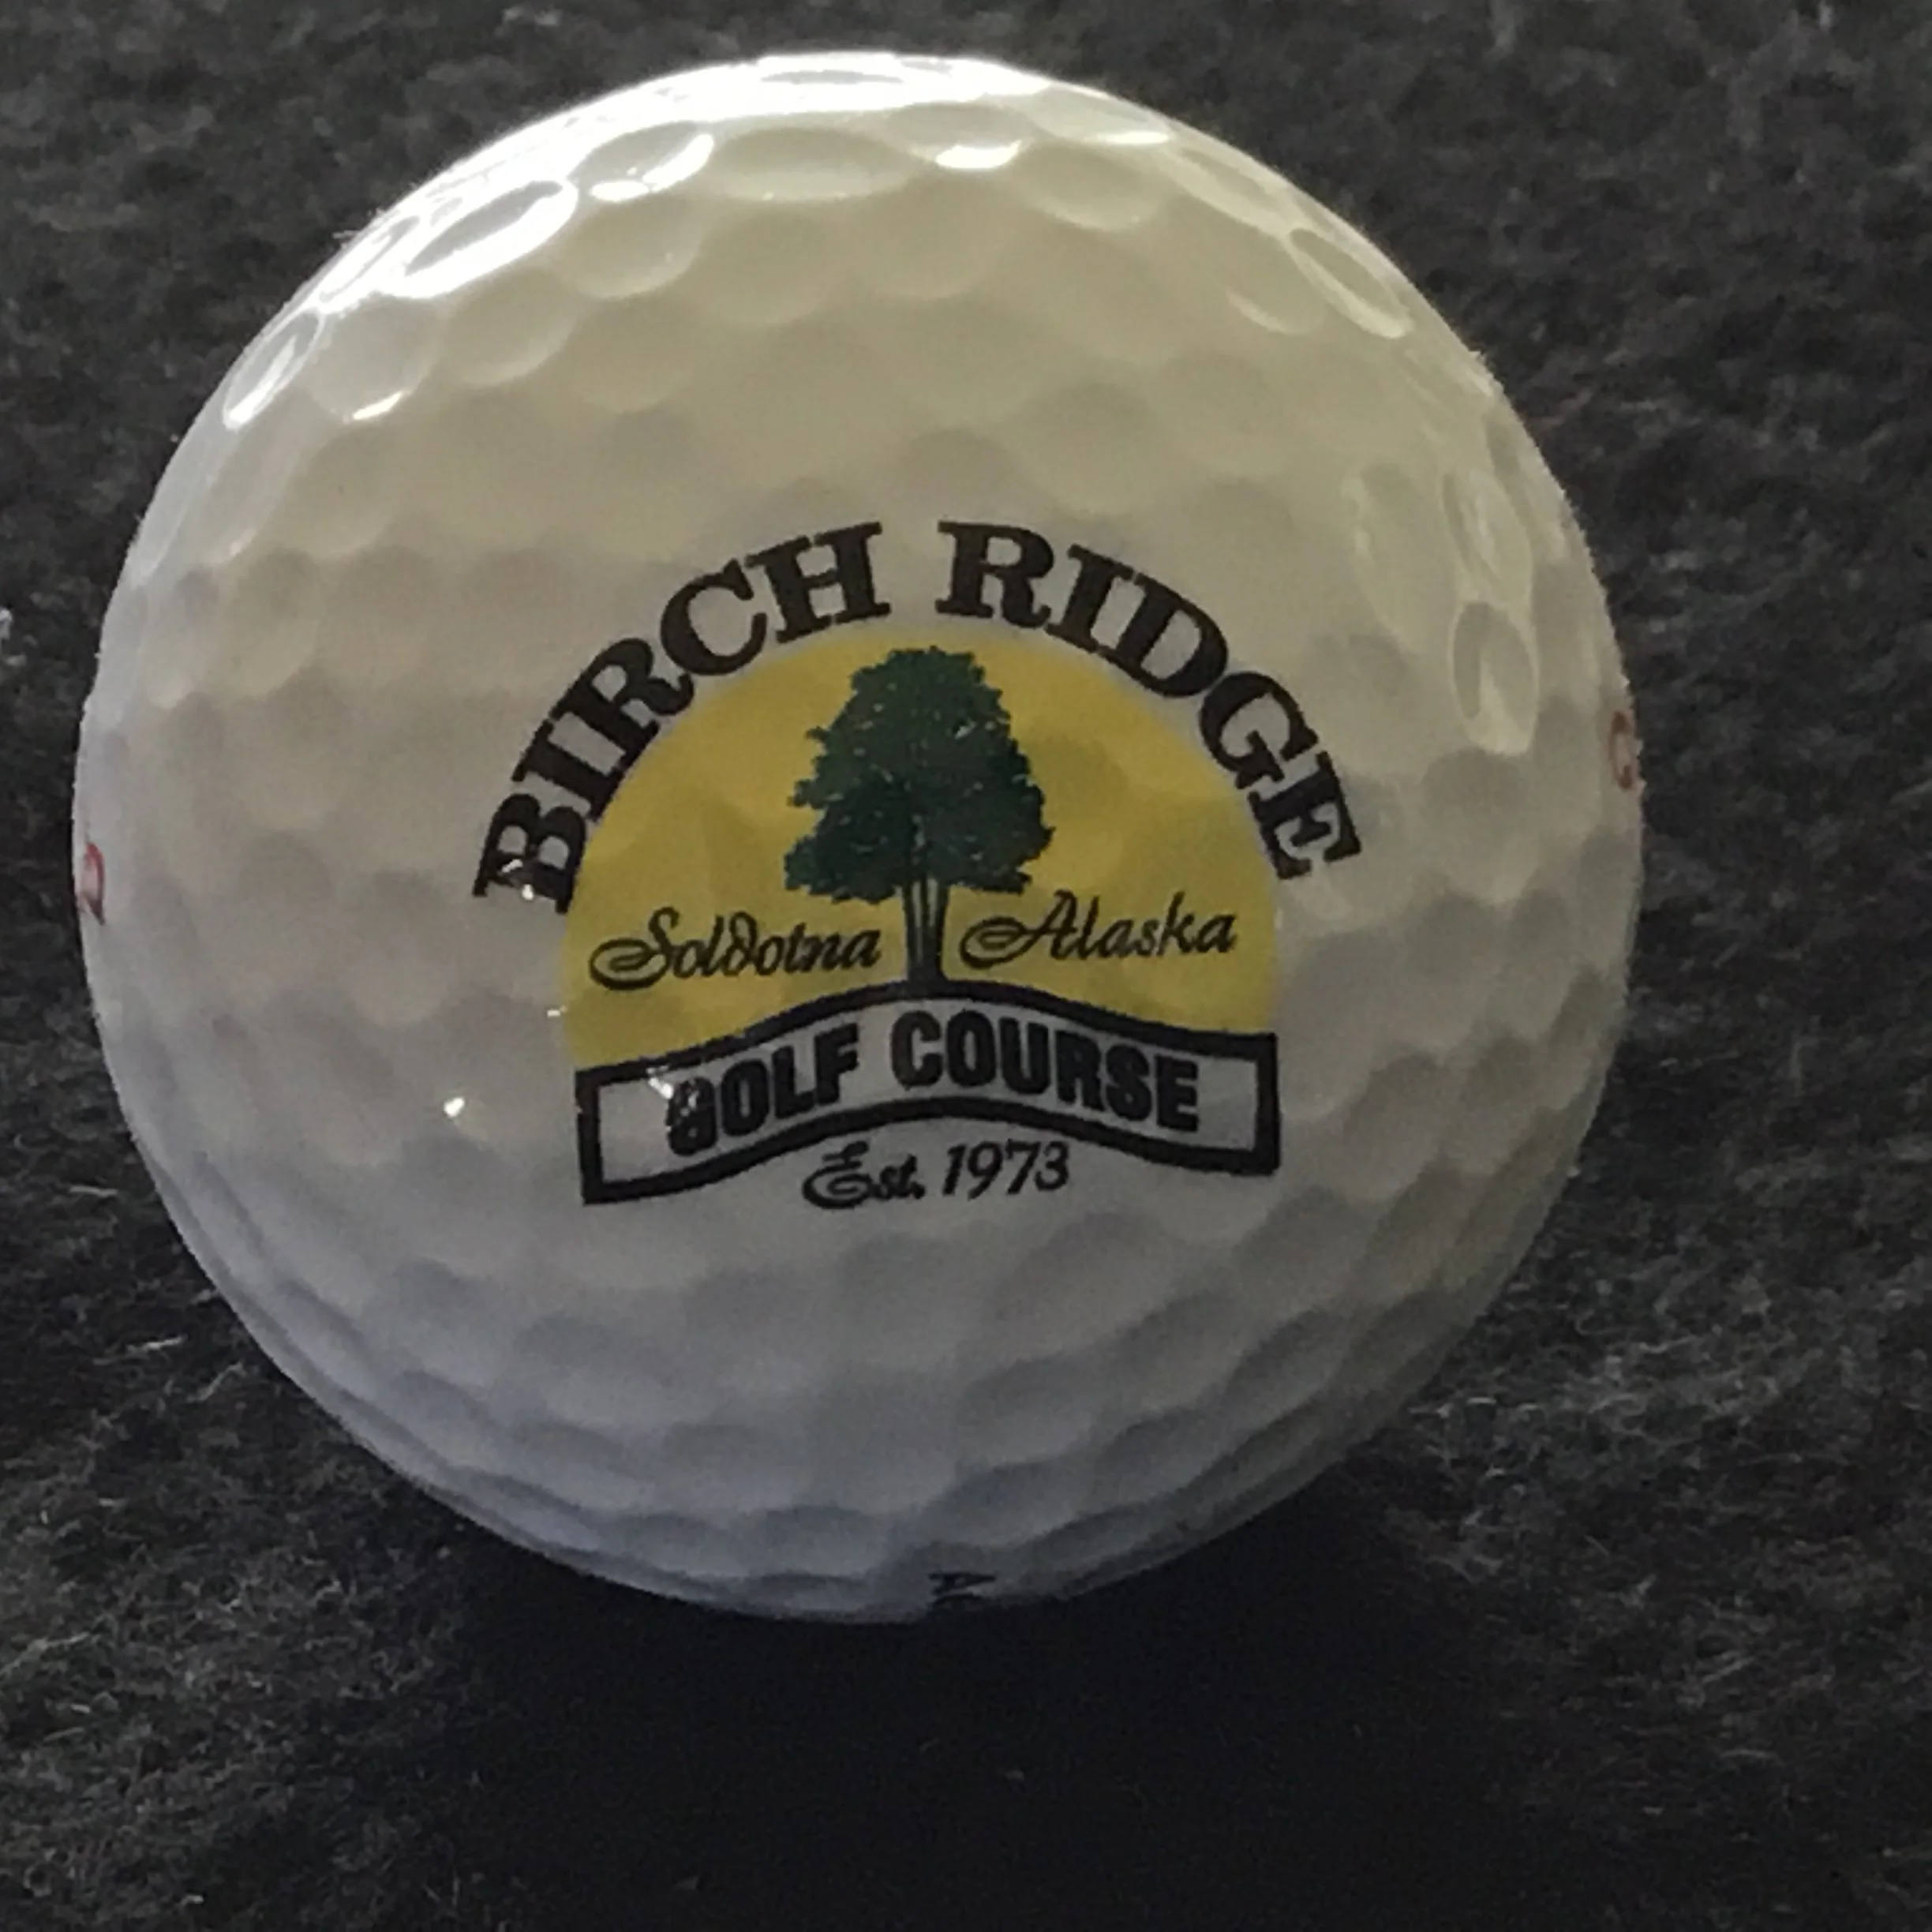 BIRCH RIDGE
Soldotna Alaska
GOLF COURSE
Est. 1973